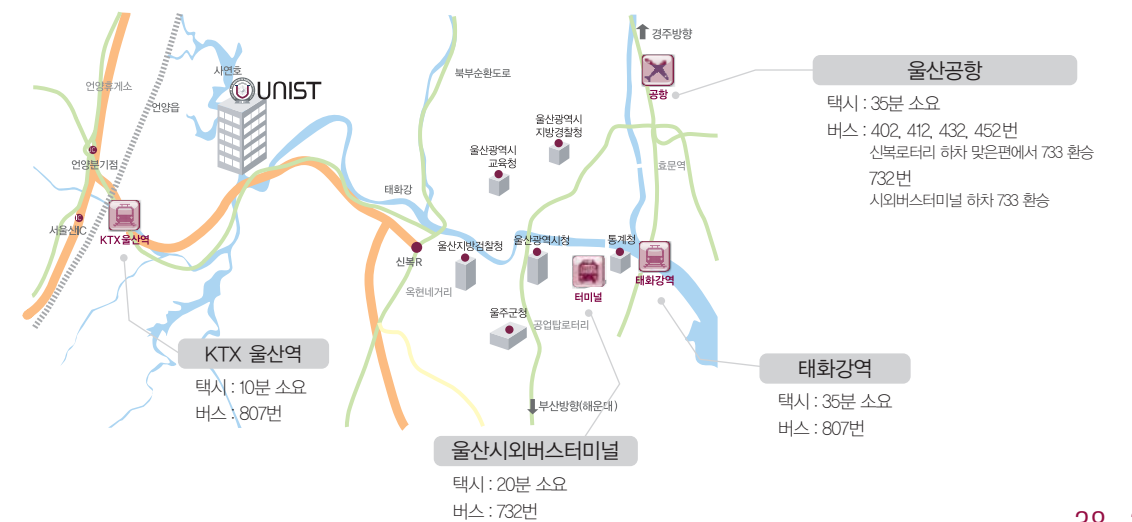 경주방향
공항
울산공항
택시 : 35분 소요
버스 : 402, 412, 432, 452번
신복로터리 하차 맞은편에서 733 환승
732번
시외버스터미널 하차 733 환승
사연호
UNIST
언양휴게소
언양읍
북부순환도로
울산광역시
지방경찰청
울산광역시
교육청
효문역
IC
언양분기점
태화강
IC
서울산IC
KTX울산역
신복R
울산지방검찰청
울산광역시청
통계청
태화강역
터미널
옥현네거리
울주군청
공업탑로터리
KTX 울산역
택시 : 10분 소요
버스 : 807번
태화강역
택시 : 35분 소요
버스 : 807번
부산방향(해운대)
울산시외버스터미널
택시 : 20분 소요
버스 : 732번